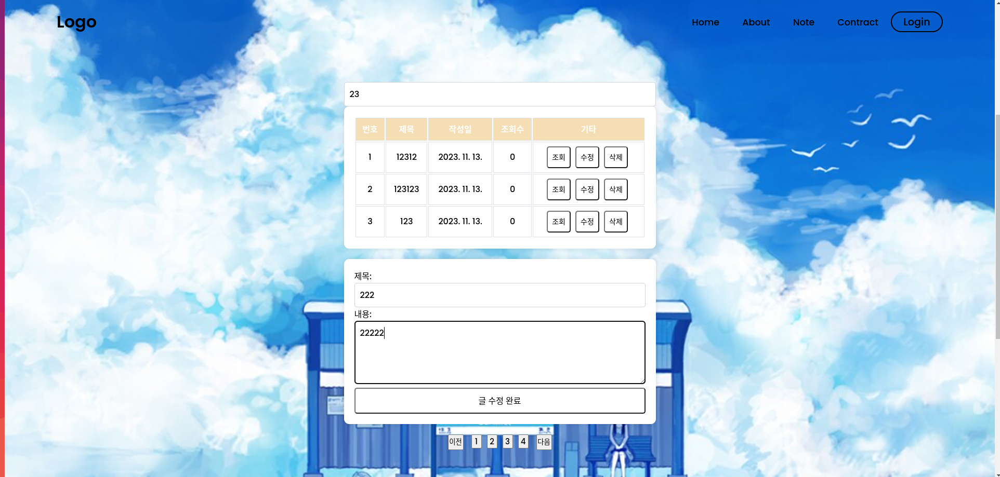 Logo Home About Note Contract Login
23
번호 제목 작성일 조회수 기타
1 12312 2023. 11. 13. 0 조회 수정 삭제
2 123123 2023. 11. 13. 0 조회 수정 삭제
3 123 2023. 11. 13. 0 조회 수정 삭제
제목:
222
내용:
22222
글 수정 완료
이전 1 2 3 4 다음